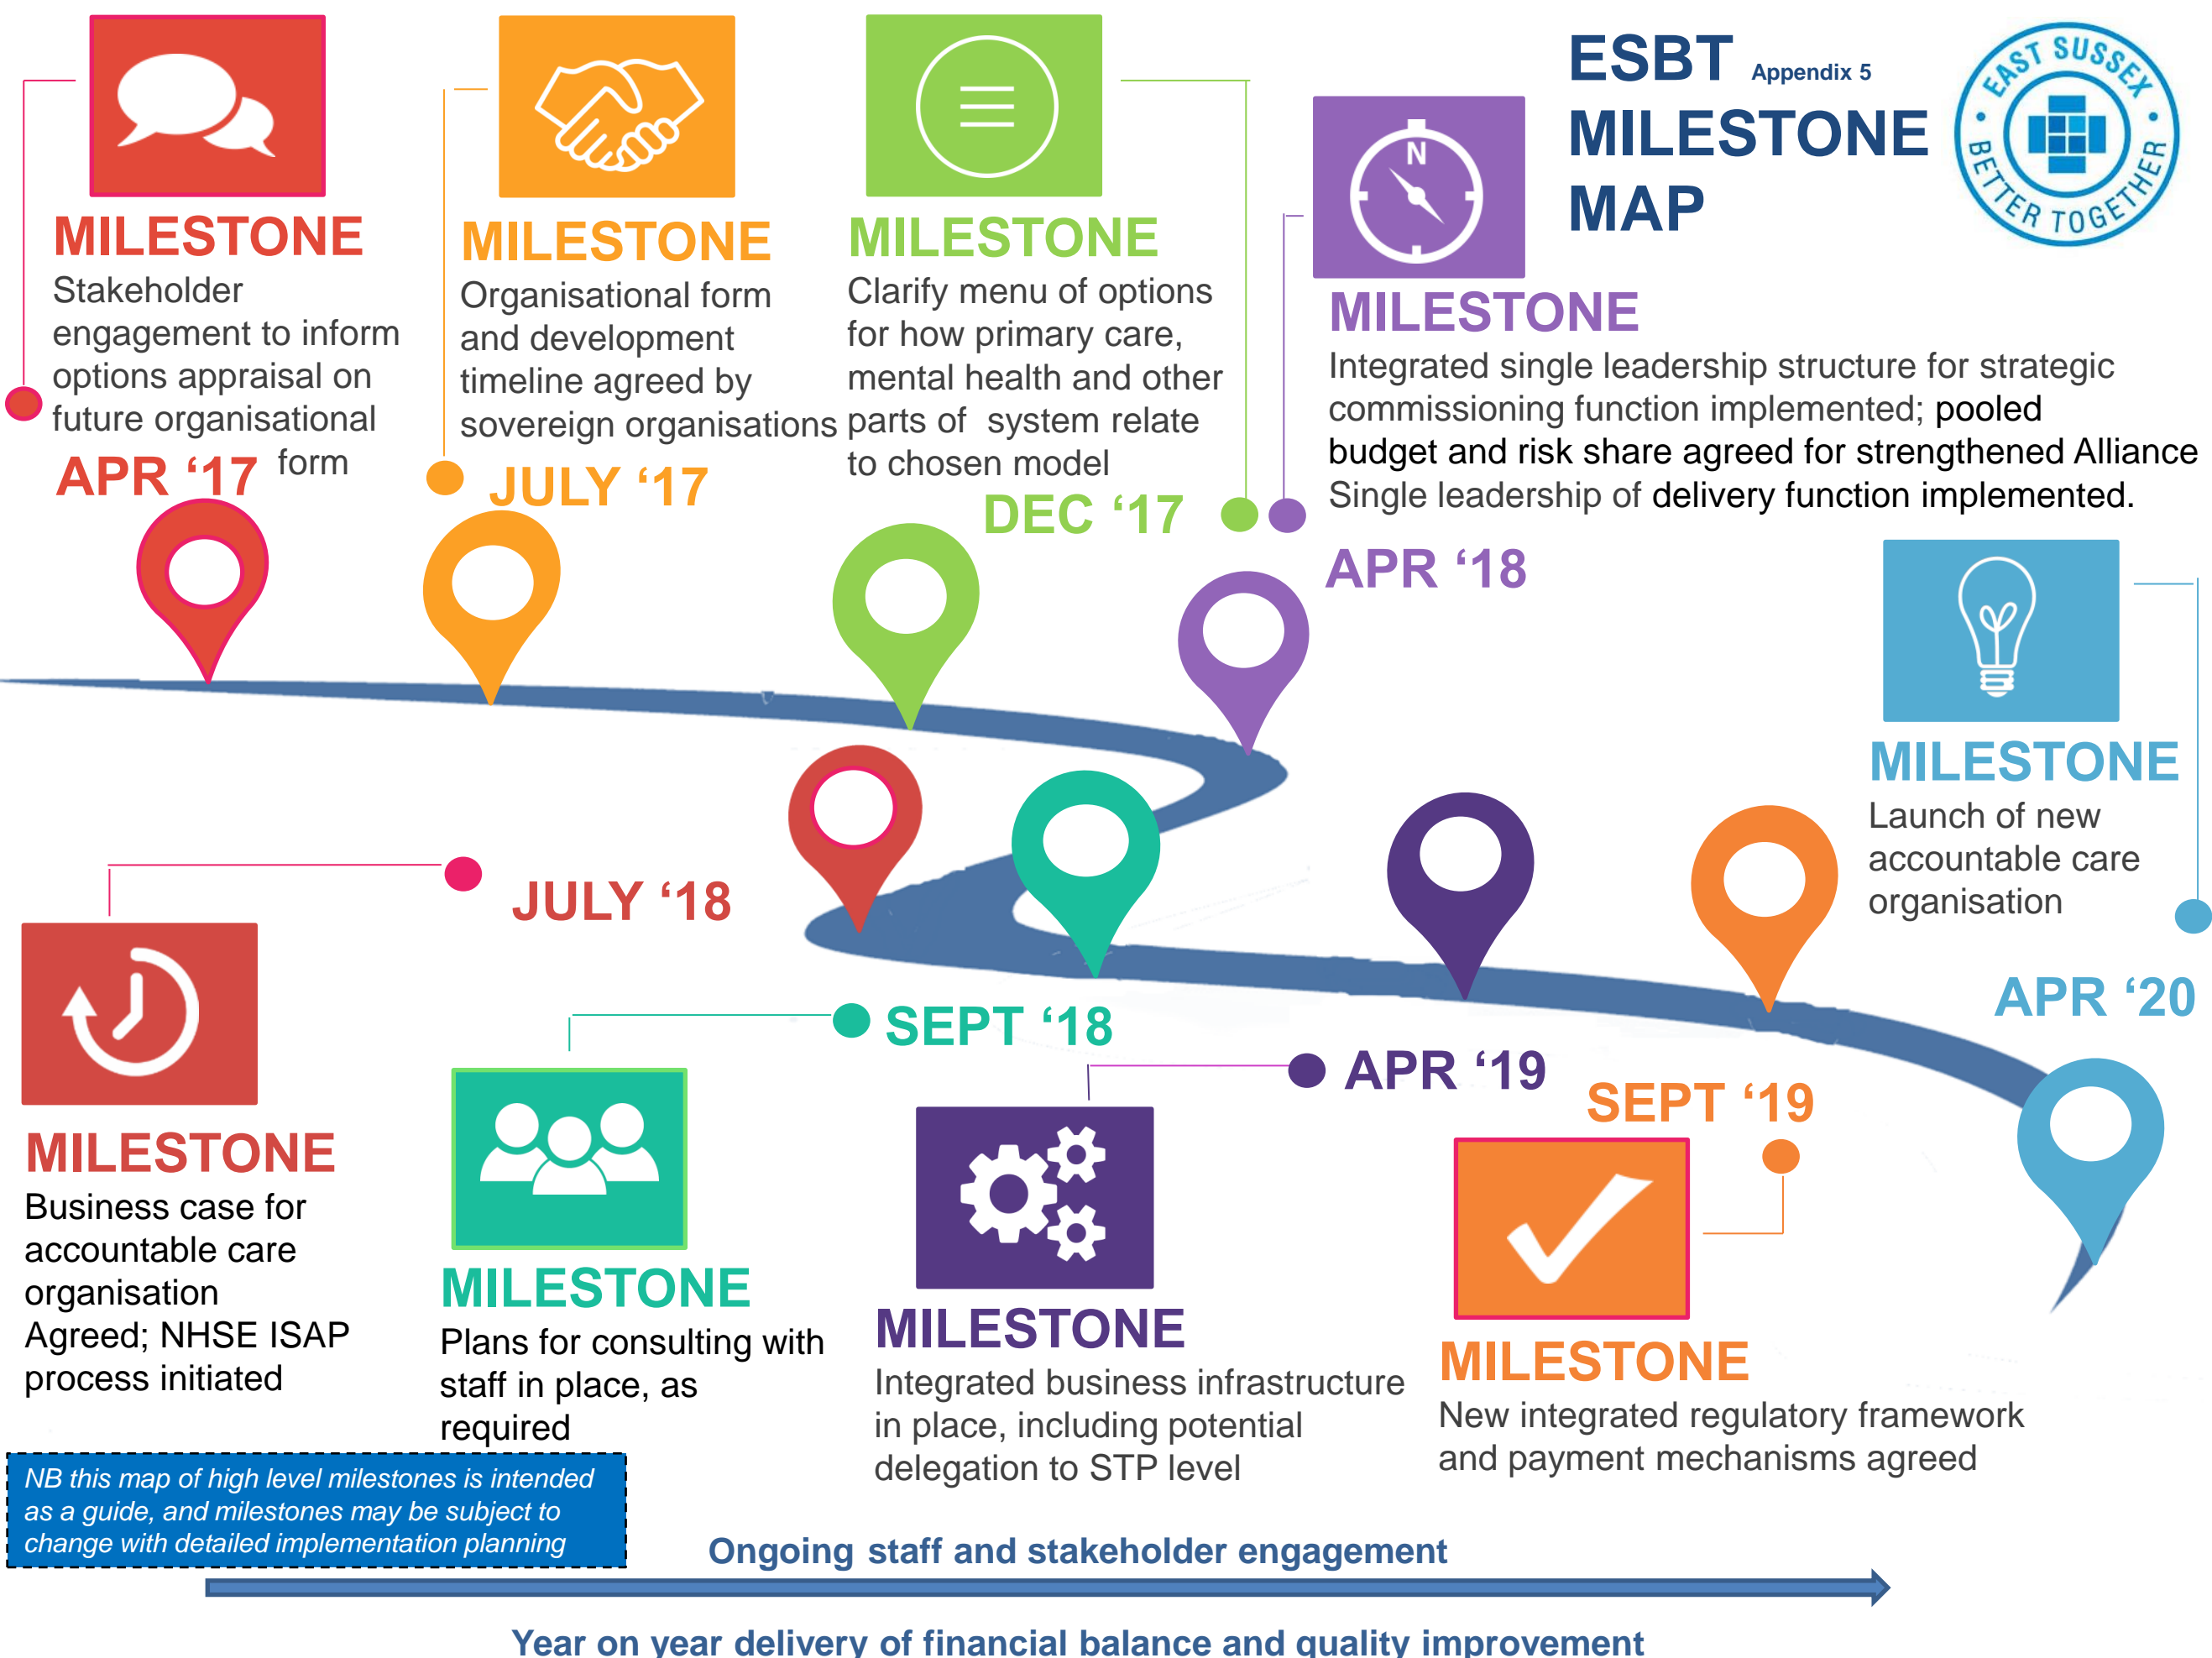 ESBT Appendix 5
MILESTONE
MAP
EAST SUSSEX
BETTER TOGETHER
MILESTONE
Stakeholder
engagement to inform
options appraisal on
future organisational
form
APR ‘17
MILESTONE
Organisational form
and development
timeline agreed by
sovereign organisations
JULY ‘17
MILESTONE
Clarify menu of options
for how primary care,
mental health and other
parts of system relate
to chosen model
DEC ‘17
N
MILESTONE
Integrated single leadership structure for strategic
commissioning function implemented; pooled
budget and risk share agreed for strengthened Alliance
Single leadership of delivery function implemented.
APR ‘18
JULY ‘18
MILESTONE
Business case for
accountable care
organisation
Agreed; NHSE ISAP
process initiated
SEPT ‘18
MILESTONE
Plans for consulting with
staff in place, as
required
APR ‘19
MILESTONE
Integrated business infrastructure
in place, including potential
delegation to STP level
SEPT ‘19
MILESTONE
New integrated regulatory framework
and payment mechanisms agreed
MILESTONE
Launch of new
accountable care
organisation
APR ‘20
NB this map of high level milestones is intended
as a guide, and milestones may be subject to
change with detailed implementation planning
Ongoing staff and stakeholder engagement
Year on year delivery of financial balance and quality improvement